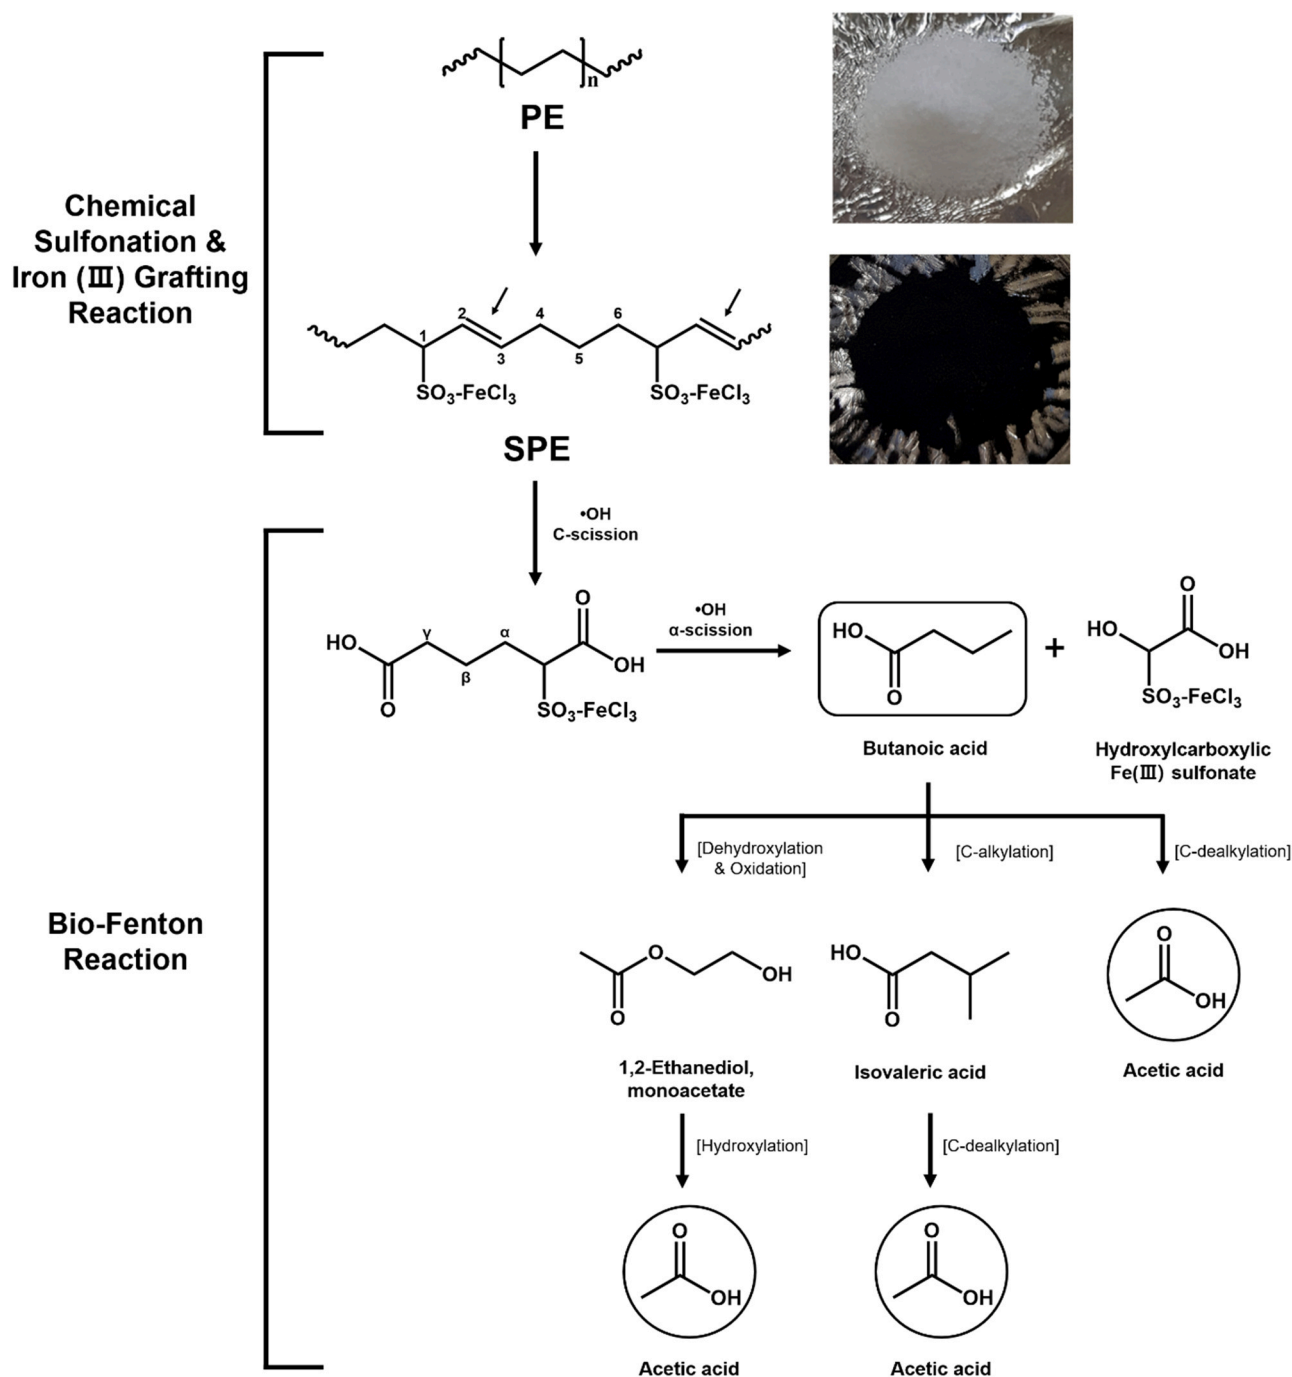 n
PE
Chemical
Sulfonation &
Iron (Ⅲ) Grafting
Reaction
1
2
3
4
5
6
SO3-FeCl3
SO3-FeCl3
SPE
•OH
C-scission
HO
O
γ
β
α
O
OH
SO3-FeCl3
•OH
α-scission
HO
O
Butanoic acid
+
HO
O
OH
SO3-FeCl3
Hydroxylcarboxylic
Fe(Ⅲ) sulfonate
Bio-Fenton
Reaction
[Dehydroxylation
& Oxidation]
[C-alkylation]
[C-dealkylation]
O
O
OH
1,2-Ethanediol,
monoacetate
HO
O
Isovaleric acid
O
OH
Acetic acid
[Hydroxylation]
[C-dealkylation]
O
OH
Acetic acid
O
OH
Acetic acid